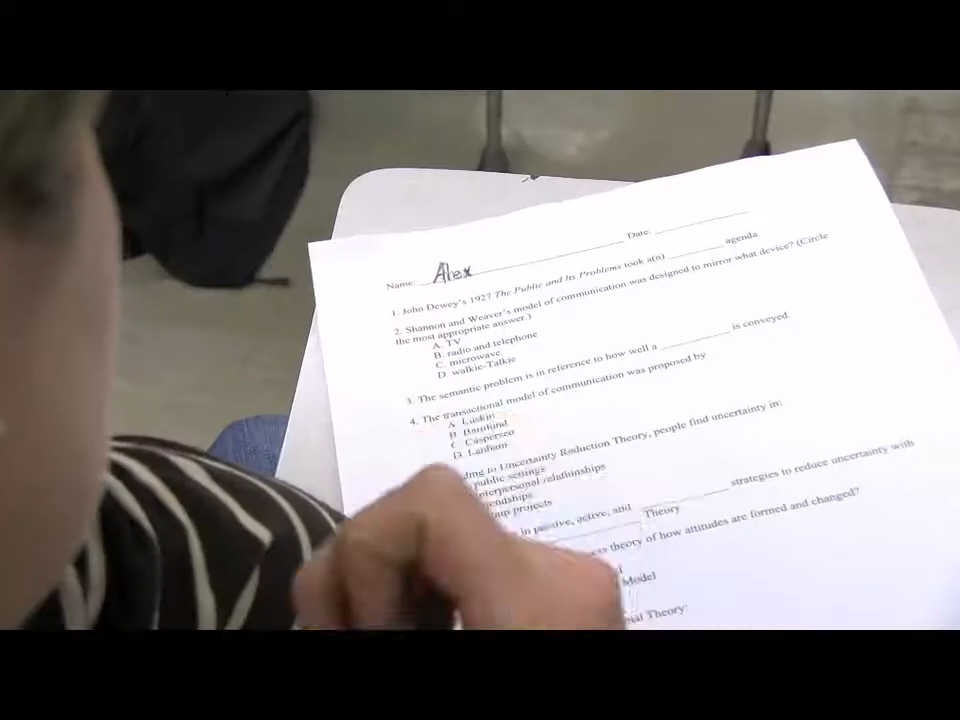 Name: Alex Date:
1. John Dewey's 1927 The Public and Its Problems took a(n) ________ agenda.
2. Shannon and Weaver's model of communication was designed to mirror what device? (Circle
the most appropriate answer.)
A. TV
B. radio and telephone
C. microwave
D. walkie-Talkie
3. The semantic problem is in reference to how well a ________ is conveyed.
4. The transactional model of communication was proposed by
A. Luskin
B. Barnlund
C. Caspersen
D. Lanham
to Uncertainty Reduction Theory, people find uncertainty in:
public settings
interpersonal relationships
in passive, active, and ________ strategies to reduce uncertainty with
Theory
theory of how attitudes are formed and changed?
Model
Theory: